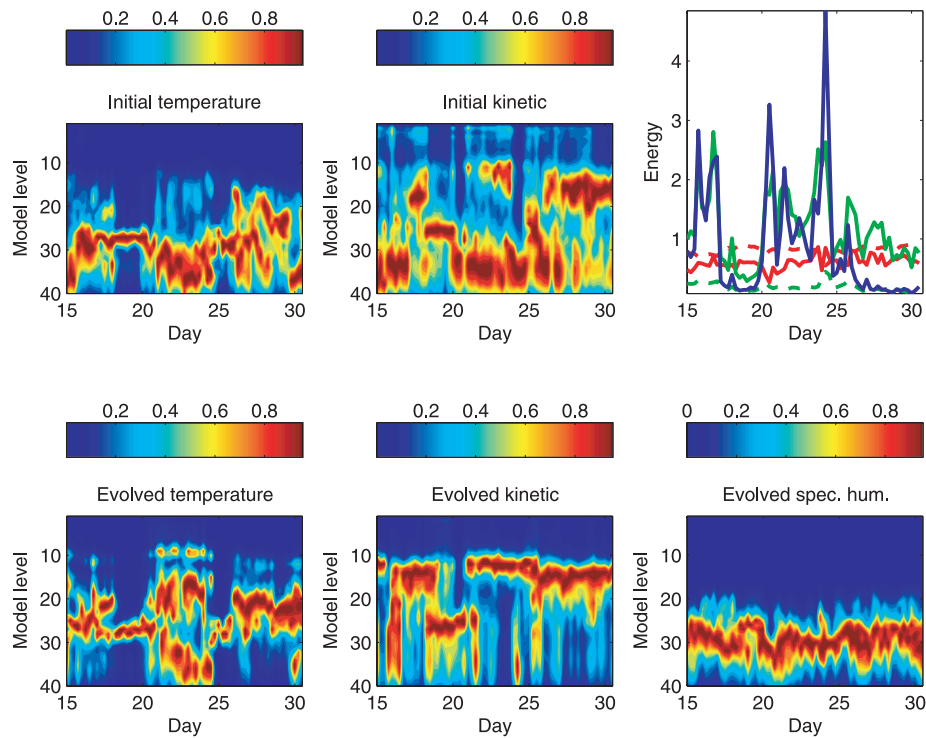 0.2 0.4 0.6 0.8
Initial temperature
Model level
10
20
30
40
15 20 25 30
Day
0.2 0.4 0.6 0.8
Initial kinetic
Model level
10
20
30
40
15 20 25 30
Day
Energy
4
3
2
1
15 20 25 30
Day
0.2 0.4 0.6 0.8
Evolved temperature
Model level
10
20
30
40
15 20 25 30
Day
0.2 0.4 0.6 0.8
Evolved kinetic
Model level
10
20
30
40
15 20 25 30
Day
0 0.2 0.4 0.6 0.8
Evolved spec. hum.
Model level
10
20
30
40
15 20 25 30
Day